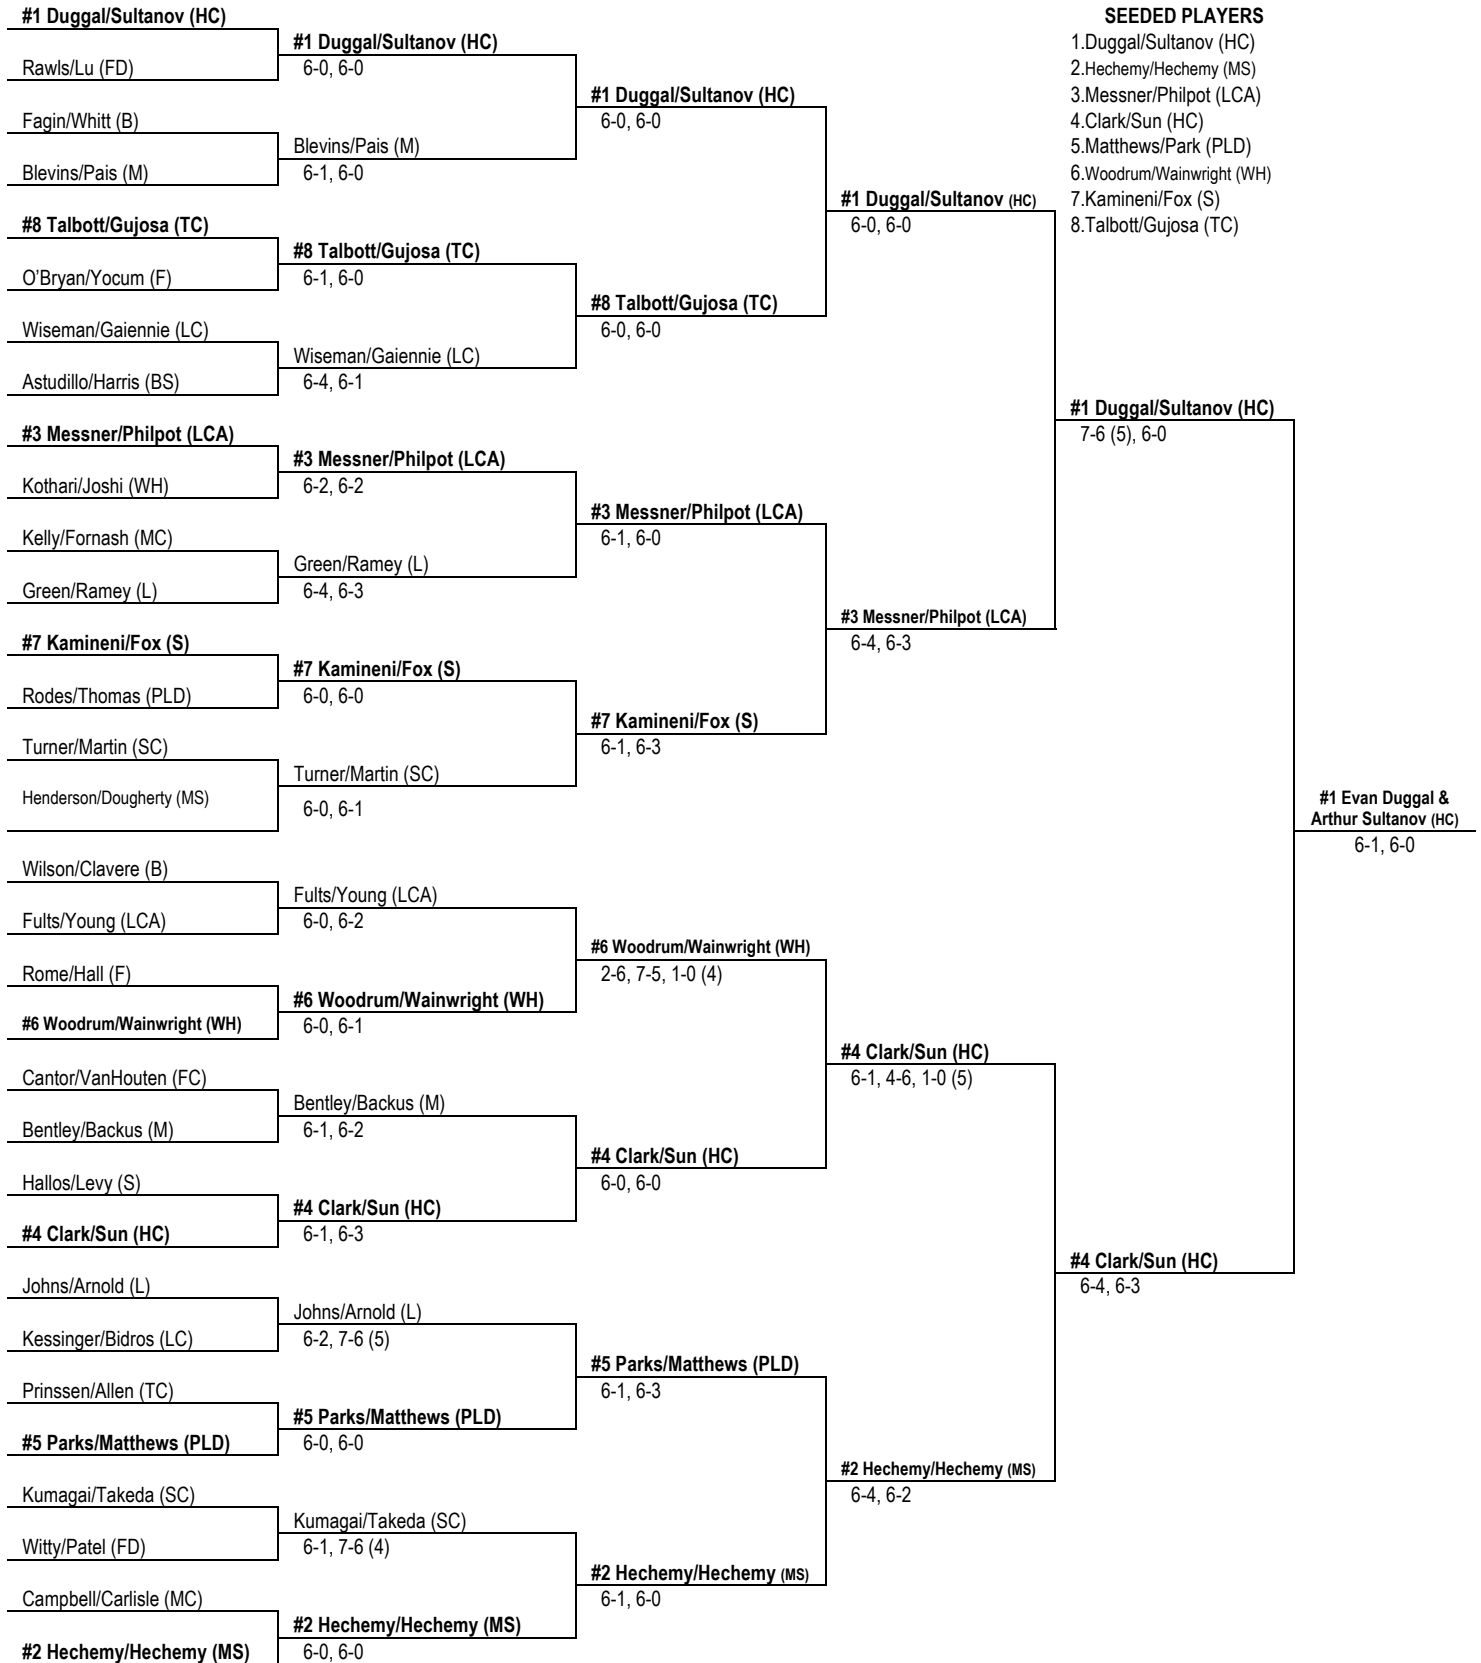 #1 Duggal/Sultanov (HC)
Rawls/Lu (FD)
Fagin/Whitt (B)
Blevins/Pais (M)
#8 Talbott/Gujosa (TC)
O'Bryan/Yocum (F)
Wiseman/Gaiennie (LC)
Astudillo/Harris (BS)
#3 Messner/Philpot (LCA)
Kothari/Joshi (WH)
Kelly/Fornash (MC)
Green/Ramey (L)
#7 Kamineni/Fox (S)
Rodes/Thomas (PLD)
Turner/Martin (SC)
Henderson/Dougherty (MS)
Wilson/Clavere (B)
Fults/Young (LCA)
Rome/Hall (F)
#6 Woodrum/Wainwright (WH)
Cantor/VanHouten (FC)
Bentley/Backus (M)
Hallos/Levy (S)
#4 Clark/Sun (HC)
Johns/Arnold (L)
Kessinger/Bidros (LC)
Prinssen/Allen (TC)
#5 Parks/Matthews (PLD)
Kumagai/Takeda (SC)
Witty/Patel (FD)
Campbell/Carlisle (MC)
#2 Hechemy/Hechemy (MS)
#1 Duggal/Sultanov (HC)
6-0, 6-0
Blevins/Pais (M)
6-1, 6-0
#8 Talbott/Gujosa (TC)
6-1, 6-0
Wiseman/Gaiennie (LC)
6-4, 6-1
#3 Messner/Philpot (LCA)
6-2, 6-2
Green/Ramey (L)
6-4, 6-3
#7 Kamineni/Fox (S)
6-0, 6-0
Turner/Martin (SC)
6-0, 6-1
Fults/Young (LCA)
6-0, 6-2
#6 Woodrum/Wainwright (WH)
6-0, 6-1
Bentley/Backus (M)
6-1, 6-2
#4 Clark/Sun (HC)
6-1, 6-3
Johns/Arnold (L)
6-2, 7-6 (5)
#5 Parks/Matthews (PLD)
6-0, 6-0
Kumagai/Takeda (SC)
6-1, 7-6 (4)
#2 Hechemy/Hechemy (MS)
6-0, 6-0
#1 Duggal/Sultanov (HC)
6-0, 6-0
#8 Talbott/Gujosa (TC)
6-0, 6-0
#3 Messner/Philpot (LCA)
6-1, 6-0
#7 Kamineni/Fox (S)
6-1, 6-3
#6 Woodrum/Wainwright (WH)
2-6, 7-5, 1-0 (4)
#4 Clark/Sun (HC)
6-0, 6-0
#5 Parks/Matthews (PLD)
6-1, 6-3
#2 Hechemy/Hechemy (MS)
6-1, 6-0
#1 Duggal/Sultanov (HC)
6-0, 6-0
#3 Messner/Philpot (LCA)
6-4, 6-3
#4 Clark/Sun (HC)
6-1, 4-6, 1-0 (5)
#2 Hechemy/Hechemy (MS)
6-4, 6-2
SEEDED PLAYERS
1.Duggal/Sultanov (HC)
2.Hechemy/Hechemy (MS)
3.Messner/Philpot (LCA)
4.Clark/Sun (HC)
5.Matthews/Park (PLD)
6.Woodrum/Wainwright (WH)
7.Kamineni/Fox (S)
8.Talbott/Gujosa (TC)
#1 Duggal/Sultanov (HC)
7-6 (5), 6-0
#4 Clark/Sun (HC)
6-4, 6-3
#1 Evan Duggal &
Arthur Sultanov (HC)
6-1, 6-0